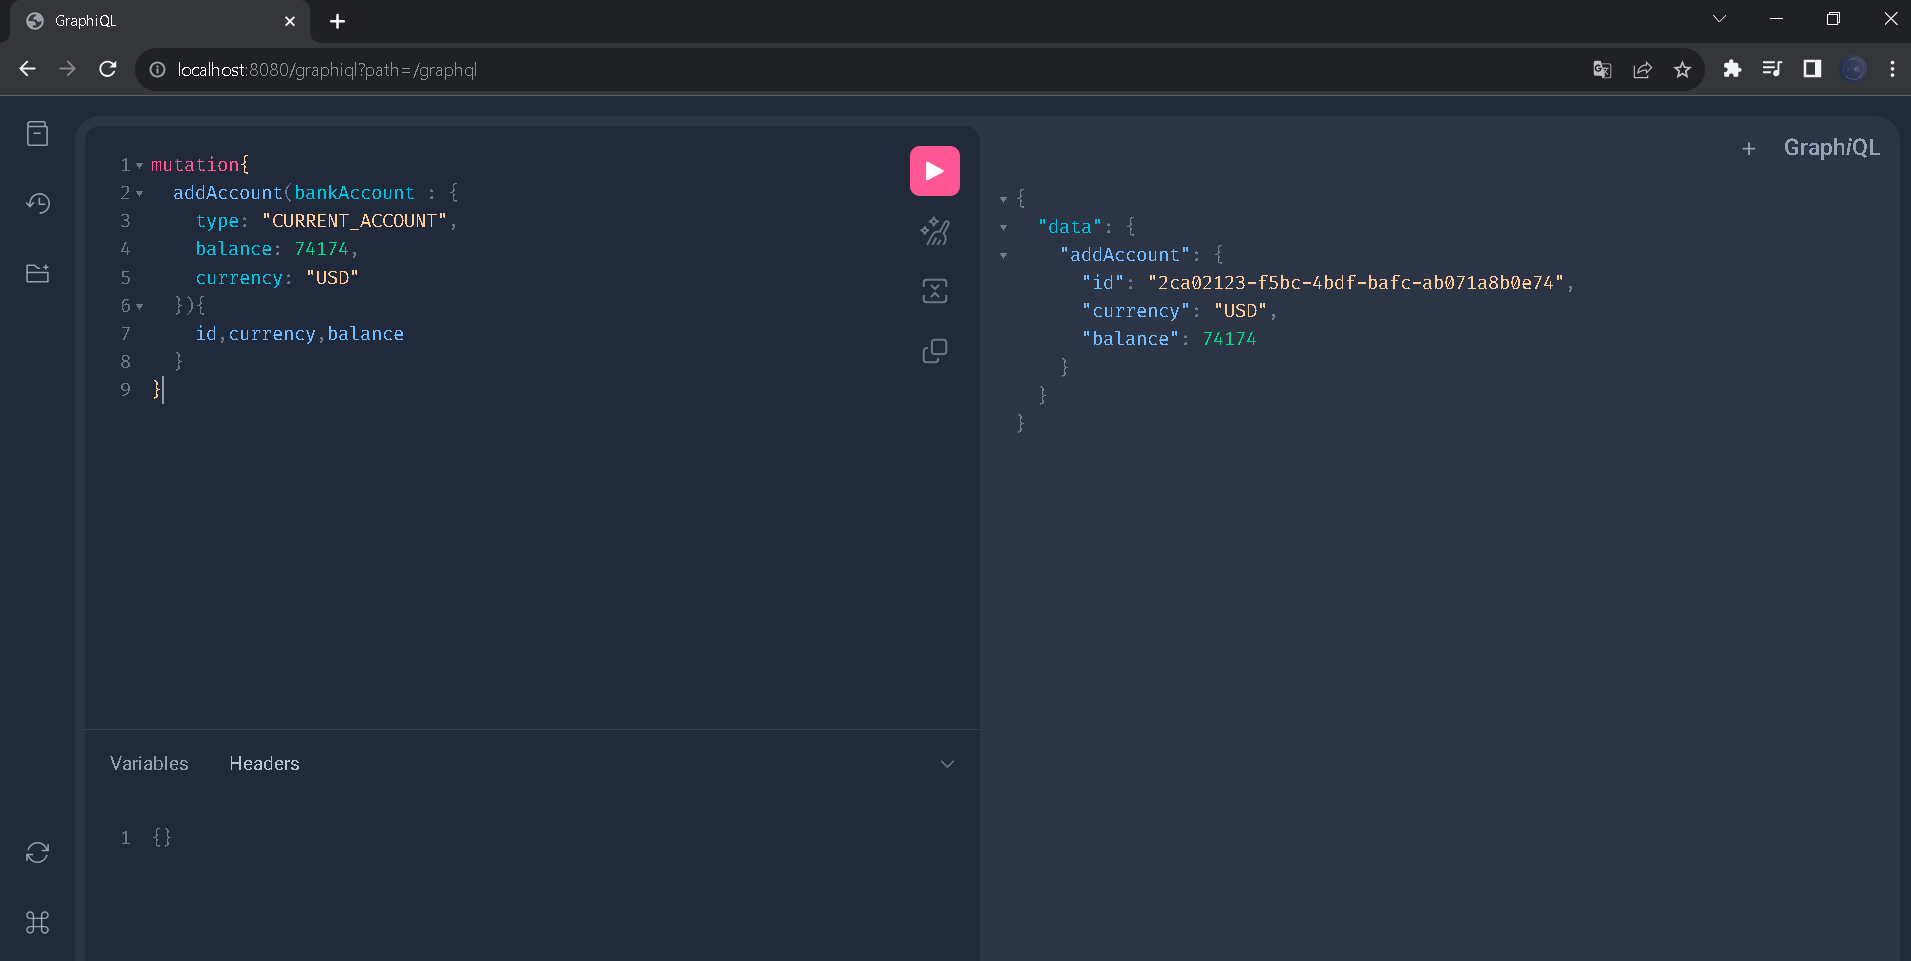 GraphiQL
localhost:8080/graphiql?path=/graphql
1 mutation{
2 addAccount(bankAccount : {
3 type: "CURRENT_ACCOUNT",
4 balance: 74174,
5 currency: "USD"
6 }){
7 id,currency,balance
8 }
9 }
Variables Headers
1 {}
+ GraphiQL
{
"data": {
"addAccount": {
"id": "2ca02123-f5bc-4bdf-bafc-ab071a8b0e74",
"currency": "USD",
"balance": 74174
}
}
}